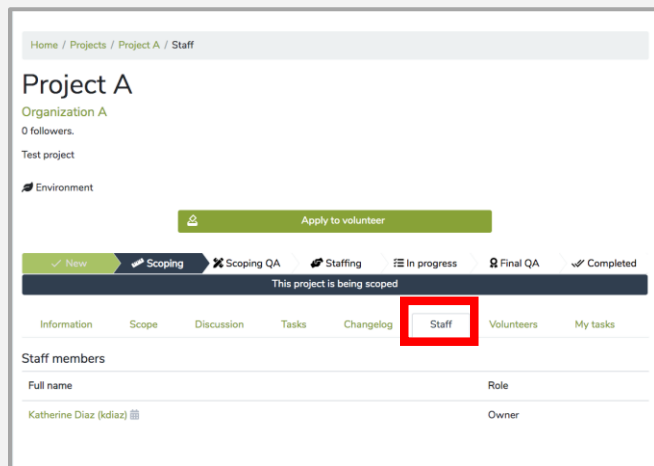 Home / Projects / Project A / Staff
Project A
Organization A
0 followers.
Test project
Environment
Apply to volunteer
New Scoping Scoping QA Staffing In progress Final QA Completed
This project is being scoped
Information Scope Discussion Tasks Changelog Staff Volunteers My tasks
Staff members
Full name Role
Katherine Diaz (kdiaz) Owner